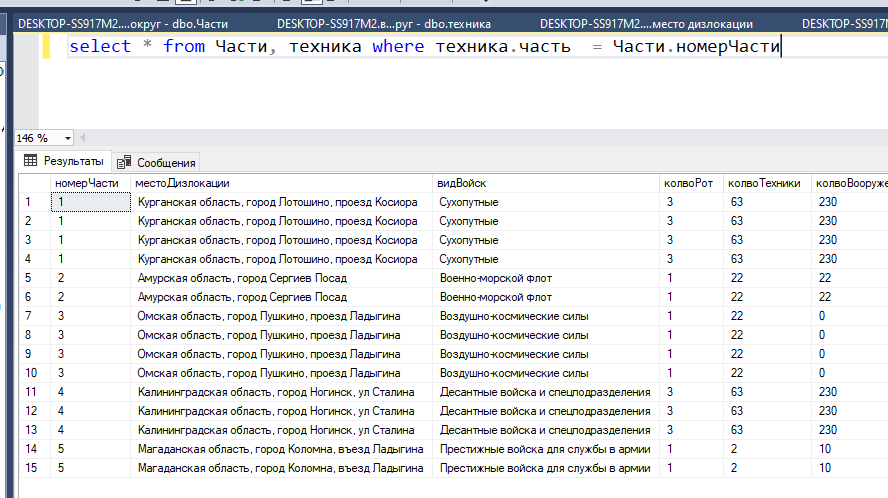 DESKTOP-SS917M2....округ - dbo.Части DESKTOP-SS917M2.в...руг - dbo.техника DESKTOP-SS917M2....место дизлокации DESKTOP-SS917M2.
select * from Части, техника where техника.часть = Части.номерЧасти
146 %
Результаты Сообщения
номерЧасти местоДизлокации видВойск колвоРот колвоТехники колвоВооруже
1 1 Курганская область, город Лотошино, проезд Косиора Сухопутные 3 63 230
2 1 Курганская область, город Лотошино, проезд Косиора Сухопутные 3 63 230
3 1 Курганская область, город Лотошино, проезд Косиора Сухопутные 3 63 230
4 1 Курганская область, город Лотошино, проезд Косиора Сухопутные 3 63 230
5 2 Амурская область, город Сергиев Посад Военно-морской флот 1 22 22
6 2 Амурская область, город Сергиев Посад Военно-морской флот 1 22 22
7 3 Омская область, город Пушкино, проезд Ладыгина Воздушно-космические силы 1 22 0
8 3 Омская область, город Пушкино, проезд Ладыгина Воздушно-космические силы 1 22 0
9 3 Омская область, город Пушкино, проезд Ладыгина Воздушно-космические силы 1 22 0
10 3 Омская область, город Пушкино, проезд Ладыгина Воздушно-космические силы 1 22 0
11 4 Калининградская область, город Ногинск, ул Сталина Десантные войска и спецподразделения 3 63 230
12 4 Калининградская область, город Ногинск, ул Сталина Десантные войска и спецподразделения 3 63 230
13 4 Калининградская область, город Ногинск, ул Сталина Десантные войска и спецподразделения 3 63 230
14 5 Магаданская область, город Коломна, въезд Ладыгина Престижные войска для службы в армии 1 2 10
15 5 Магаданская область, город Коломна, въезд Ладыгина Престижные войска для службы в армии 1 2 10